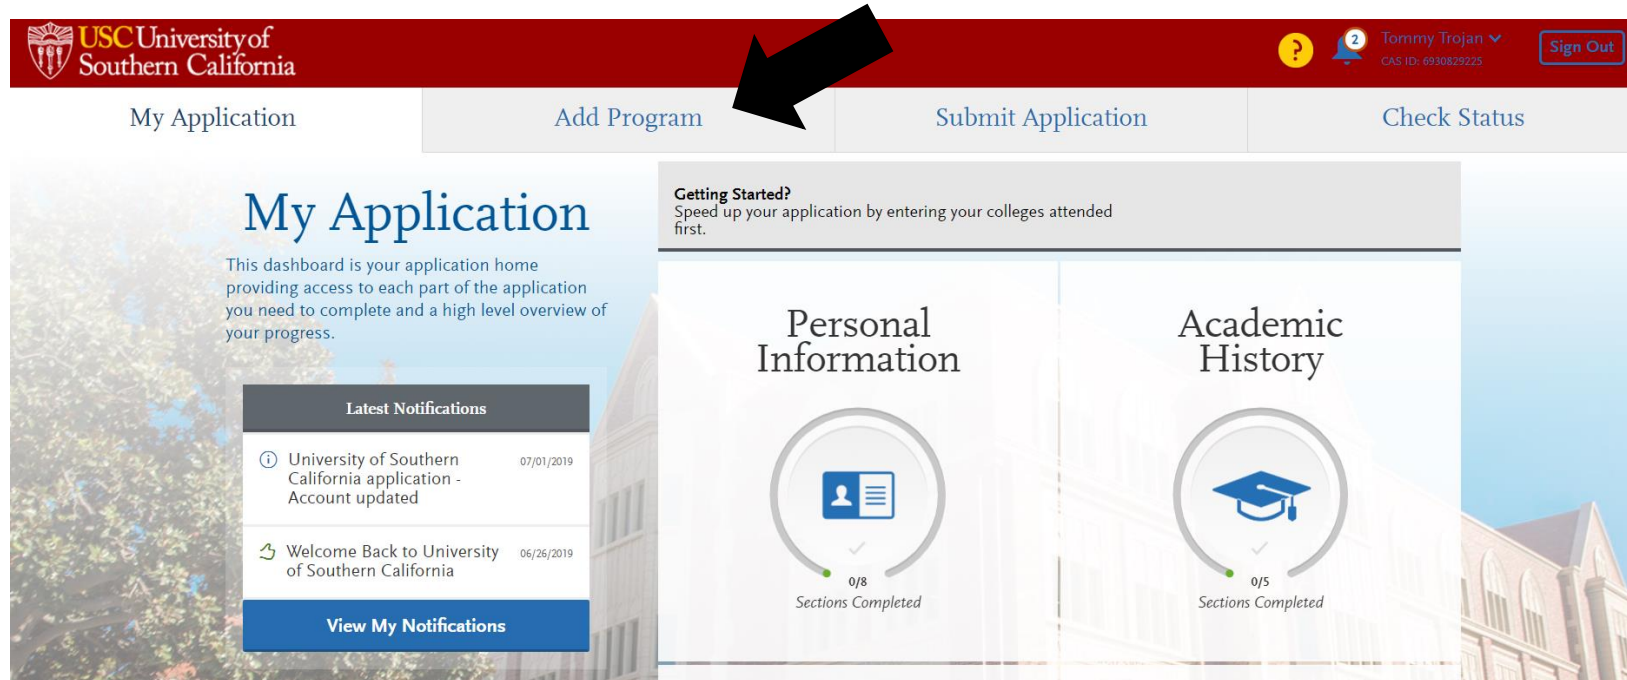 USC University of
Southern California
?
2
Tommy Trojan
CAS ID: 6930829225
Sign Out
My Application
Add Program
Submit Application
Check Status
My Application
This dashboard is your application home
providing access to each part of the application
you need to complete and a high level overview of
your progress.
Latest Notifications
University of Southern
California application -
Account updated
07/01/2019
Welcome Back to University
of Southern California
06/26/2019
View My Notifications
Getting Started?
Speed up your application by entering your colleges attended
first.
Personal
Information
0/8
Sections Completed
Academic
History
0/5
Sections Completed